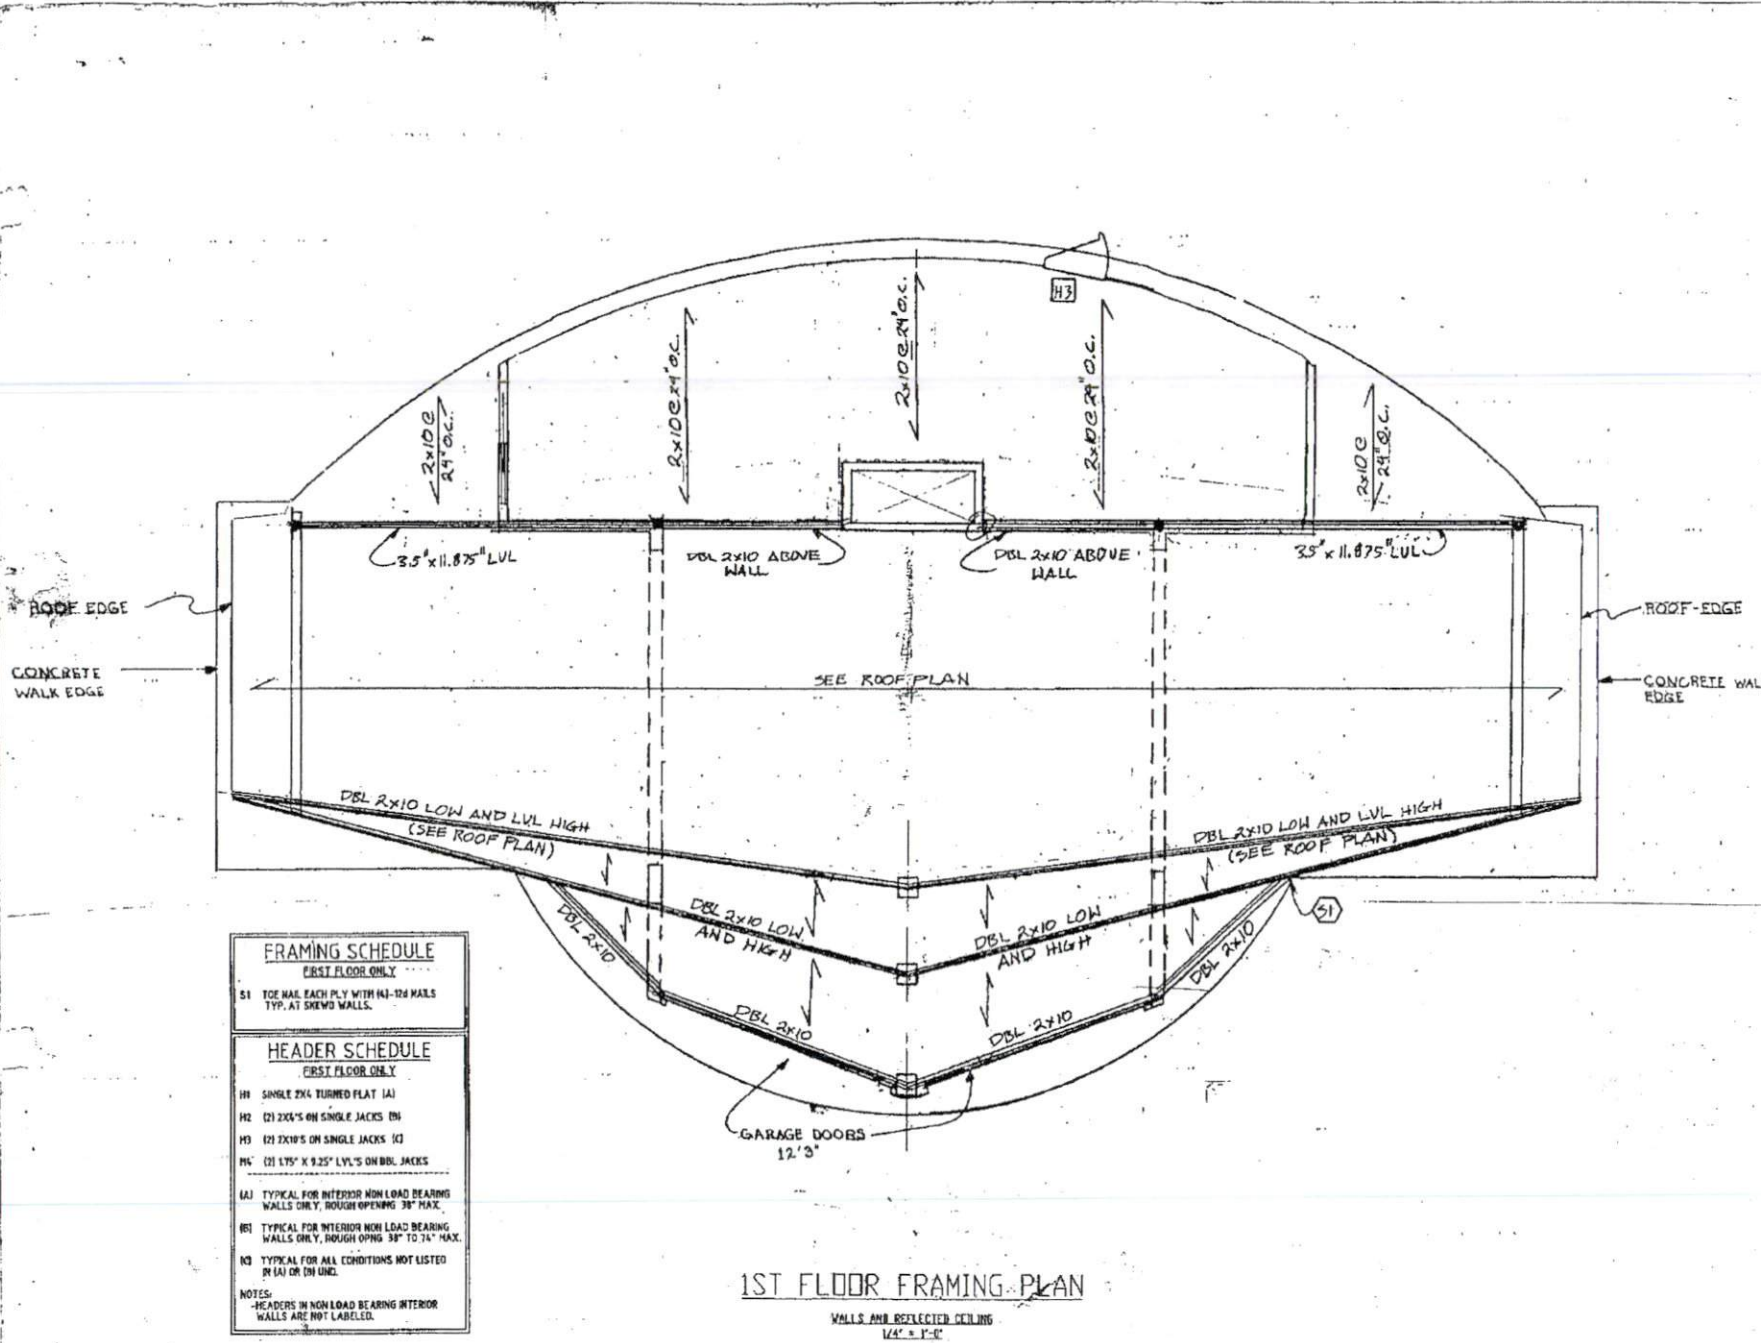 H3
2x10@24"O.C.
2x10@24"O.C.
2x10@24"O.C.
2x10@
24"O.C.
2x10@
24"O.C.
3.5"x11.875"LVL
DBL 2x10 ABOVE
WALL
DBL 2x10 ABOVE
WALL
3.5"x11.875"LVL
ROOF EDGE
ROOF-EDGE
CONCRETE
WALK EDGE
SEE ROOF PLAN
CONCRETE WAL
EDGE
DBL 2x10 LOW AND LVL HIGH
(SEE ROOF PLAN)
DBL 2x10 LOW AND LVL HIGH
(SEE ROOF PLAN)
DBL 2x10
DBL 2x10 LOW
AND HIGH
DBL 2x10 LOW
AND HIGH
DBL 2x10
S1
DBL 2x10
DBL 2x10
GARAGE DOORS
12'3"
FRAMING SCHEDULE
FIRST FLOOR ONLY
S1 TOE NAIL EACH PLY WITH (4)-12d NAILS
TYP. AT SKEWD WALLS.
HEADER SCHEDULE
FIRST FLOOR ONLY
H1 SINGLE 2X4 TURNED FLAT (A)
H2 (2) 2X4'S ON SINGLE JACKS (B)
H3 (2) 2X10'S ON SINGLE JACKS (C)
H4 (2) 1.75" X 9.25" LVL'S ON DBL JACKS
(A) TYPICAL FOR INTERIOR NON LOAD BEARING
WALLS ONLY, ROUGH OPENING 38" MAX.
(B) TYPICAL FOR INTERIOR NON LOAD BEARING
WALLS ONLY, ROUGH OPNG 38" TO 74" MAX.
(C) TYPICAL FOR ALL CONDITIONS NOT LISTED
IN (A) OR (B) UNO.
NOTES:
-HEADERS IN NON LOAD BEARING INTERIOR
WALLS ARE NOT LABELED.
1ST FLOOR FRAMING PLAN
WALLS AND REFLECTED CEILING
1/4" = 1'-0"